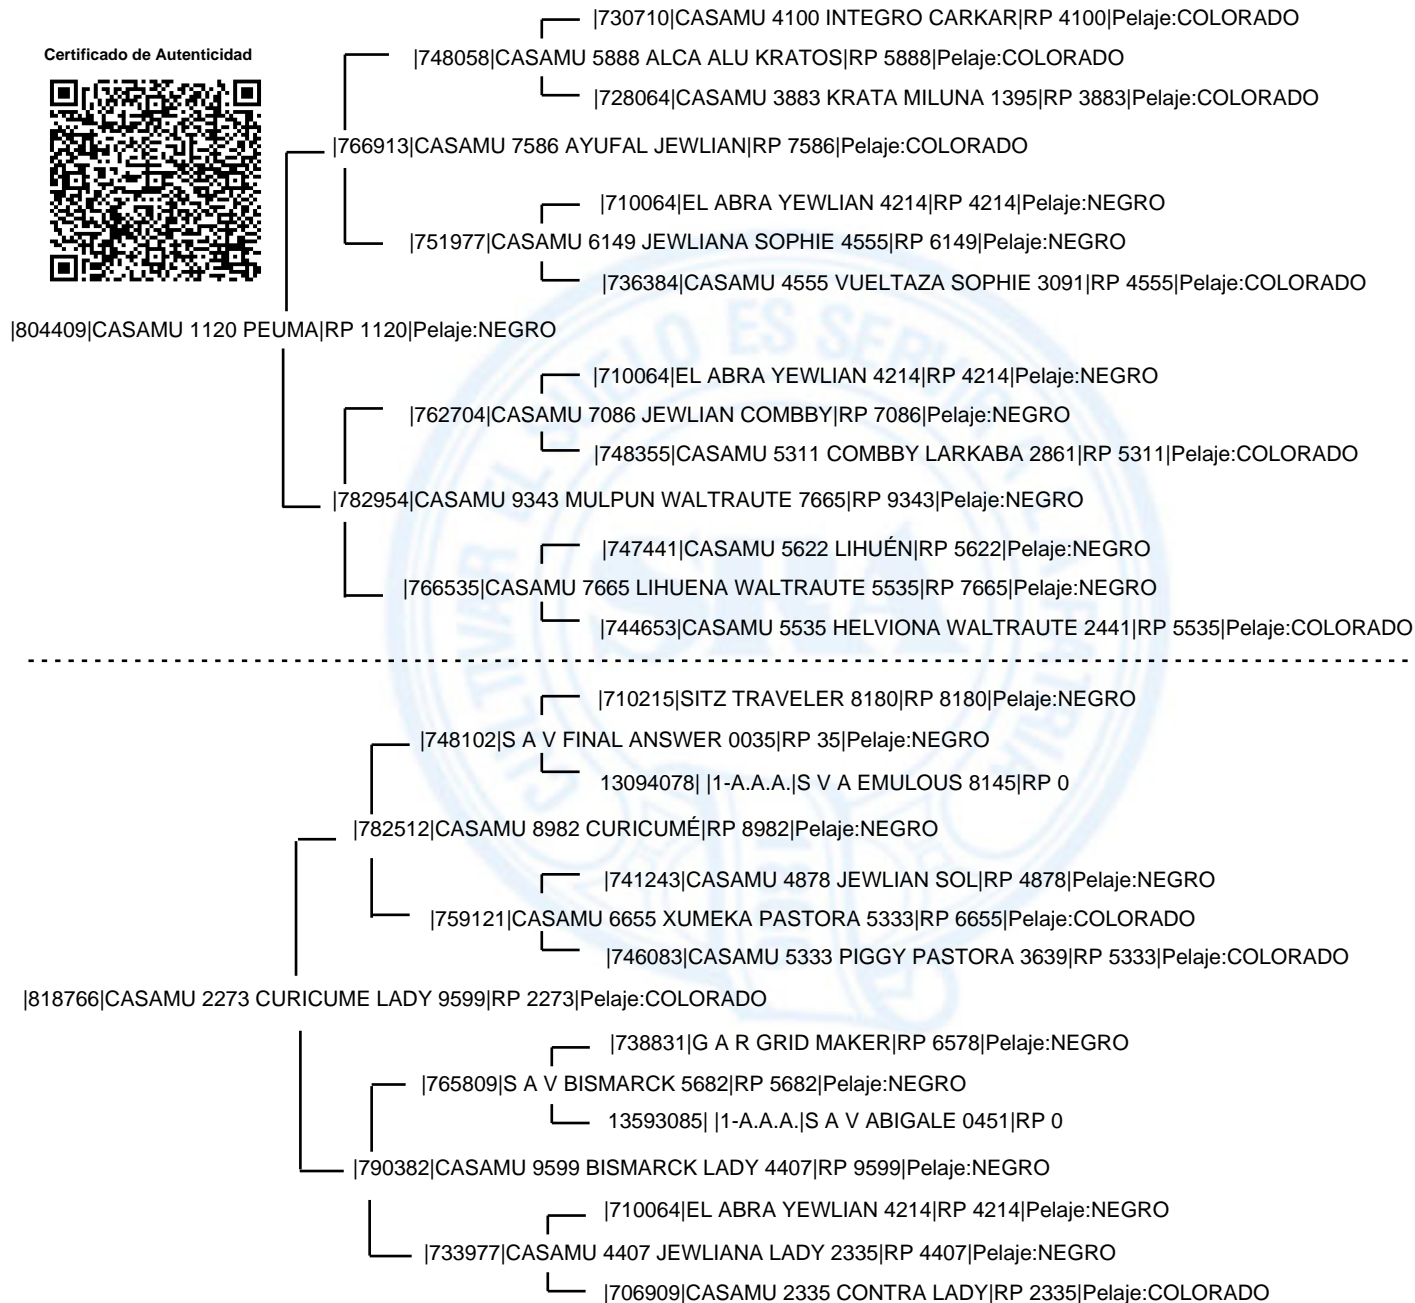 |730710|CASAMU 4100 INTEGRO CARKAR|RP 4100|Pelaje:COLORADO
Certificado de Autenticidad
|748058|CASAMU 5888 ALCA ALU KRATOS|RP 5888|Pelaje:COLORADO
|728064|CASAMU 3883 KRATA MILUNA 1395|RP 3883|Pelaje:COLORADO
|766913|CASAMU 7586 AYUFAL JEWLIAN|RP 7586|Pelaje:COLORADO
|710064|EL ABRA YEWLIAN 4214|RP 4214|Pelaje:NEGRO
|751977|CASAMU 6149 JEWLIANA SOPHIE 4555|RP 6149|Pelaje:NEGRO
|736384|CASAMU 4555 VUELTAZA SOPHIE 3091|RP 4555|Pelaje:COLORADO
|804409|CASAMU 1120 PEUMA|RP 1120|Pelaje:NEGRO
|710064|EL ABRA YEWLIAN 4214|RP 4214|Pelaje:NEGRO
|762704|CASAMU 7086 JEWLIAN COMBBY|RP 7086|Pelaje:NEGRO
|748355|CASAMU 5311 COMBBY LARKABA 2861|RP 5311|Pelaje:COLORADO
|782954|CASAMU 9343 MULPUN WALTRAUTE 7665|RP 9343|Pelaje:NEGRO
|747441|CASAMU 5622 LIHUÉN|RP 5622|Pelaje:NEGRO
|766535|CASAMU 7665 LIHUENA WALTRAUTE 5535|RP 7665|Pelaje:NEGRO
|744653|CASAMU 5535 HELVIONA WALTRAUTE 2441|RP 5535|Pelaje:COLORADO
CULTIVAR EL SUELO ES SERVIR A LA PATRIA
SRA
|710215|SITZ TRAVELER 8180|RP 8180|Pelaje:NEGRO
|748102|S A V FINAL ANSWER 0035|RP 35|Pelaje:NEGRO
13094078| |1-A.A.A.|S V A EMULOUS 8145|RP 0
|782512|CASAMU 8982 CURICUMÉ|RP 8982|Pelaje:NEGRO
|741243|CASAMU 4878 JEWLIAN SOL|RP 4878|Pelaje:NEGRO
|759121|CASAMU 6655 XUMEKA PASTORA 5333|RP 6655|Pelaje:COLORADO
|746083|CASAMU 5333 PIGGY PASTORA 3639|RP 5333|Pelaje:COLORADO
|818766|CASAMU 2273 CURICUME LADY 9599|RP 2273|Pelaje:COLORADO
|738831|G A R GRID MAKER|RP 6578|Pelaje:NEGRO
|765809|S A V BISMARCK 5682|RP 5682|Pelaje:NEGRO
13593085| |1-A.A.A.|S A V ABIGALE 0451|RP 0
|790382|CASAMU 9599 BISMARCK LADY 4407|RP 9599|Pelaje:NEGRO
|710064|EL ABRA YEWLIAN 4214|RP 4214|Pelaje:NEGRO
|733977|CASAMU 4407 JEWLIANA LADY 2335|RP 4407|Pelaje:NEGRO
|706909|CASAMU 2335 CONTRA LADY|RP 2335|Pelaje:COLORADO